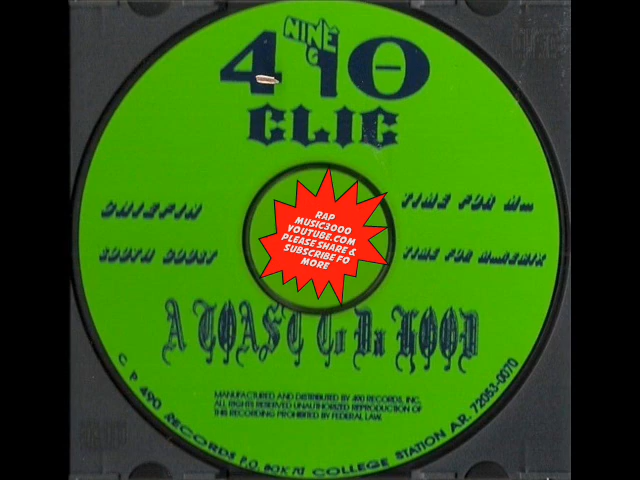 NINE
410
CLIC
CHIEFIN
TIME FOR M
SOUTH COAST
TIME FOR M REMIX
RAP
MUSIC3000
YOUTUBE.COM
PLEASE SHARE &
SUBSCRIBE FO
MORE
A TOAST To Da HOOD
MANUFACTURED AND DISTRIBUTED BY 490 RECORDS, INC.
ALL RIGHTS RESERVED UNAUTHORIZED REPRODUCTION OF
THIS RECORDING PROHIBITED BY FEDERAL LAW.
C. P. 490 RECORDS P.O. BOX 70 COLLEGE STATION AR. 72053-0070